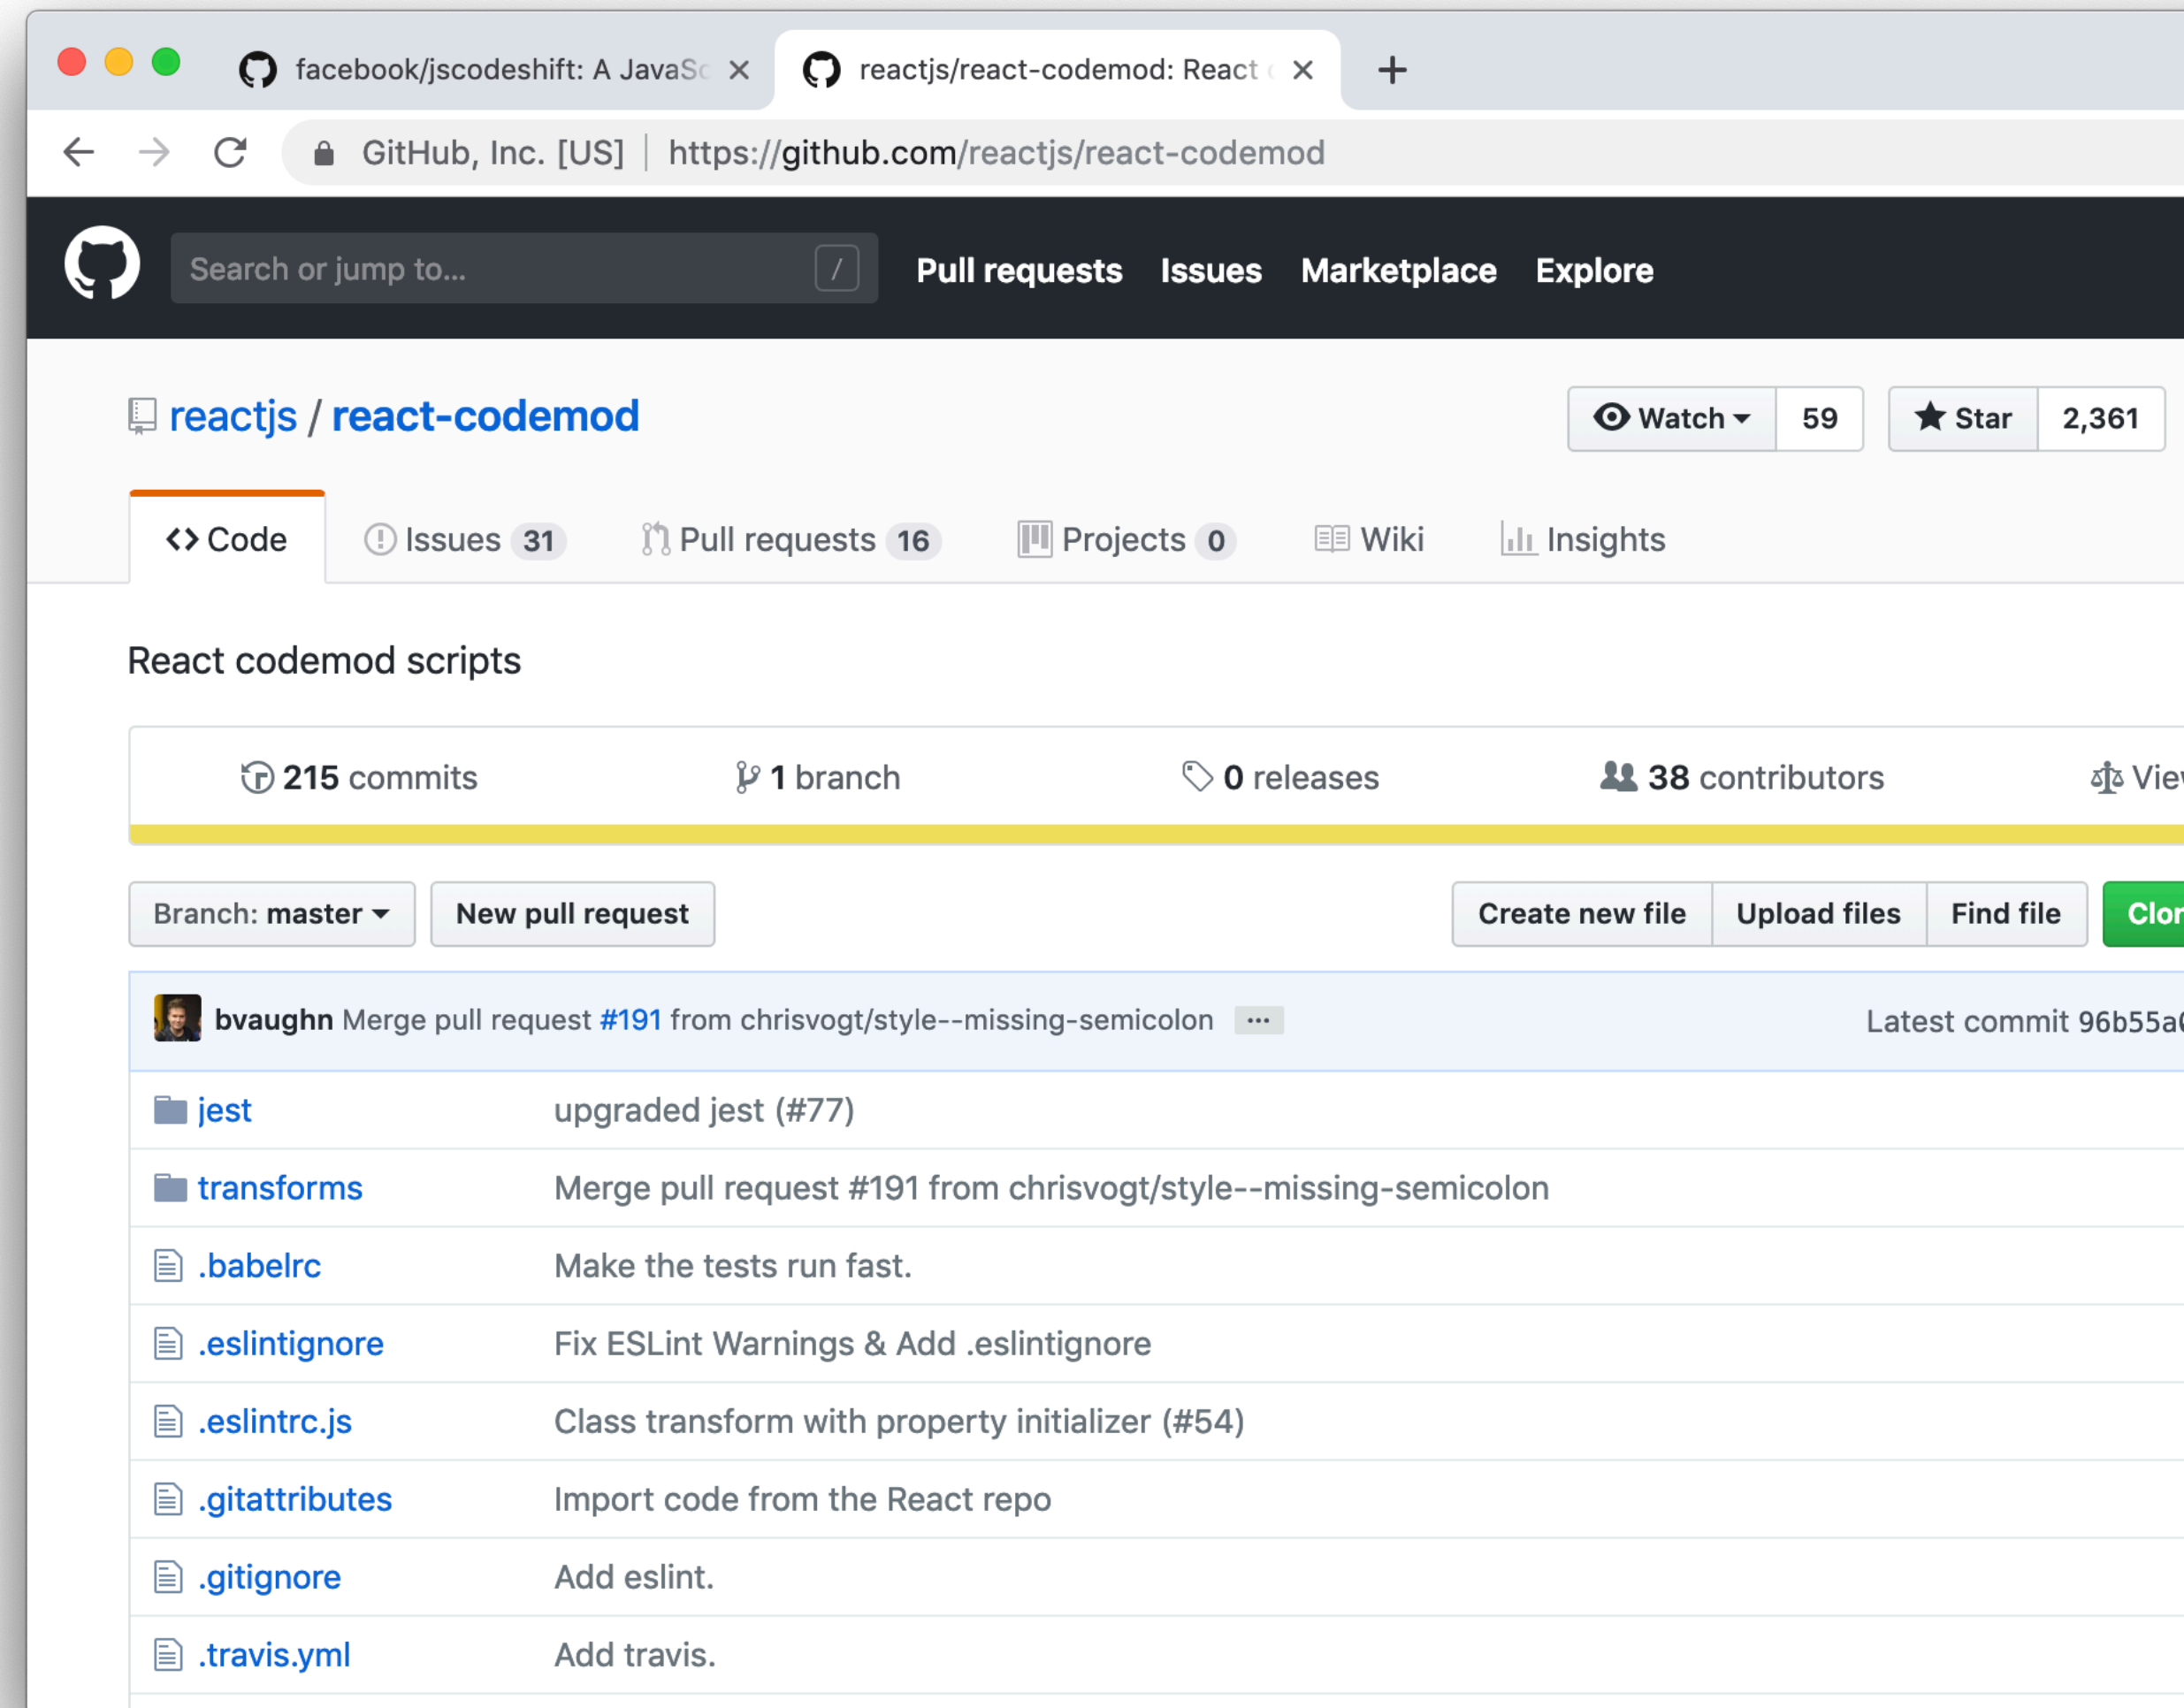 facebook/jscodeshift: A JavaSc
reactjs/react-codemod: React
GitHub, Inc. [US] | https://github.com/reactjs/react-codemod
Search or jump to... / Pull requests Issues Marketplace Explore
reactjs / react-codemod Watch 59 Star 2,361
<> Code Issues 31 Pull requests 16 Projects 0 Wiki Insights
React codemod scripts
215 commits 1 branch 0 releases 38 contributors
Branch: master New pull request Create new file Upload files Find file
bvaughn Merge pull request #191 from chrisvogt/style--missing-semicolon ... Latest commit 96b55a
jest upgraded jest (#77)
transforms Merge pull request #191 from chrisvogt/style--missing-semicolon
.babelrc Make the tests run fast.
.eslintignore Fix ESLint Warnings & Add .eslintignore
.eslintrc.js Class transform with property initializer (#54)
.gitattributes Import code from the React repo
.gitignore Add eslint.
.travis.yml Add travis.